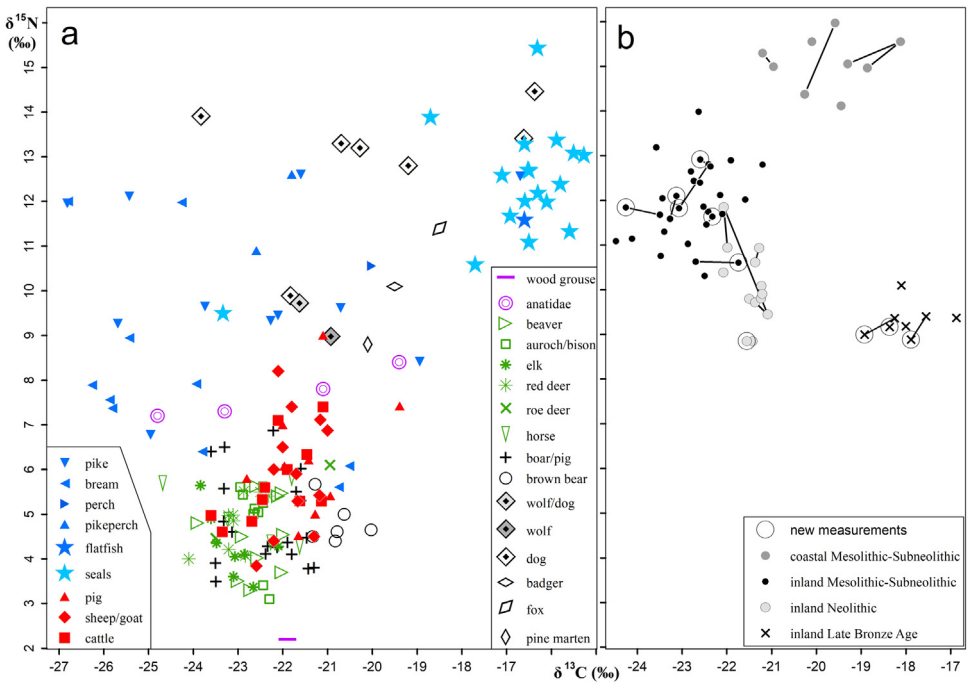 δ¹⁵N
(‰)
a
b
15
14
13
12
11
10
9
8
7
6
5
4
3
2
pike
bream
perch
pikeperch
flatfish
seals
pig
sheep/goat
cattle
wood grouse
anatidae
beaver
auroch/bison
elk
red deer
roe deer
horse
boar/pig
brown bear
wolf/dog
wolf
dog
badger
fox
pine marten
new measurements
coastal Mesolithic-Subneolithic
inland Mesolithic-Subneolithic
inland Neolithic
inland Late Bronze Age
-27 -26 -25 -24 -23 -22 -21 -20 -19 -17 -16
-24 -23 -22 -21 -20 -19 -18 -17
δ¹³C (‰)